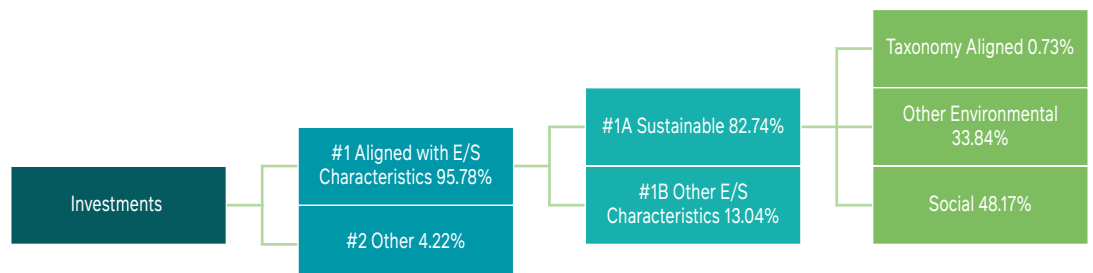 Investments
#1 Aligned with E/S
Characteristics 95.78%
#2 Other 4.22%
#1A Sustainable 82.74%
#1B Other E/S
Characteristics 13.04%
Taxonomy Aligned 0.73%
Other Environmental
33.84%
Social 48.17%